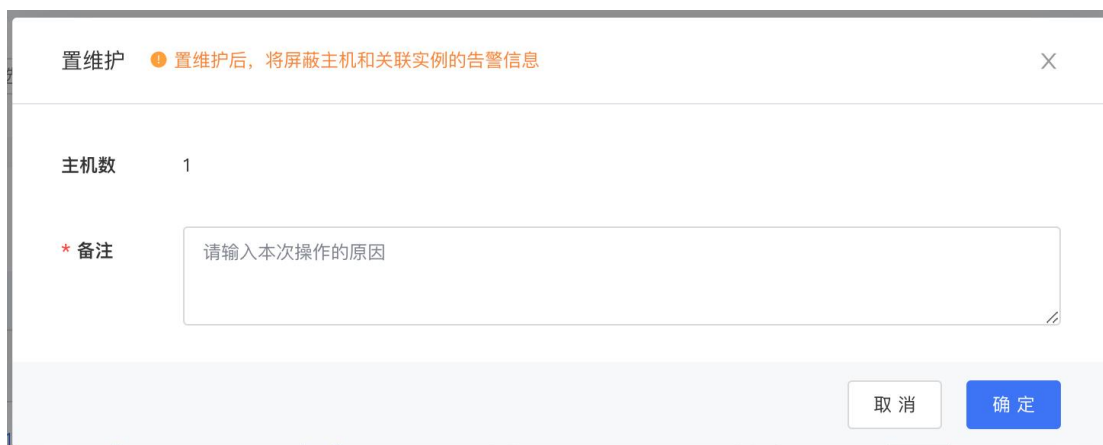 置维护 置维护后，将屏蔽主机和关联实例的告警信息
主机数 1
* 备注 请输入本次操作的原因
取 消 确 定